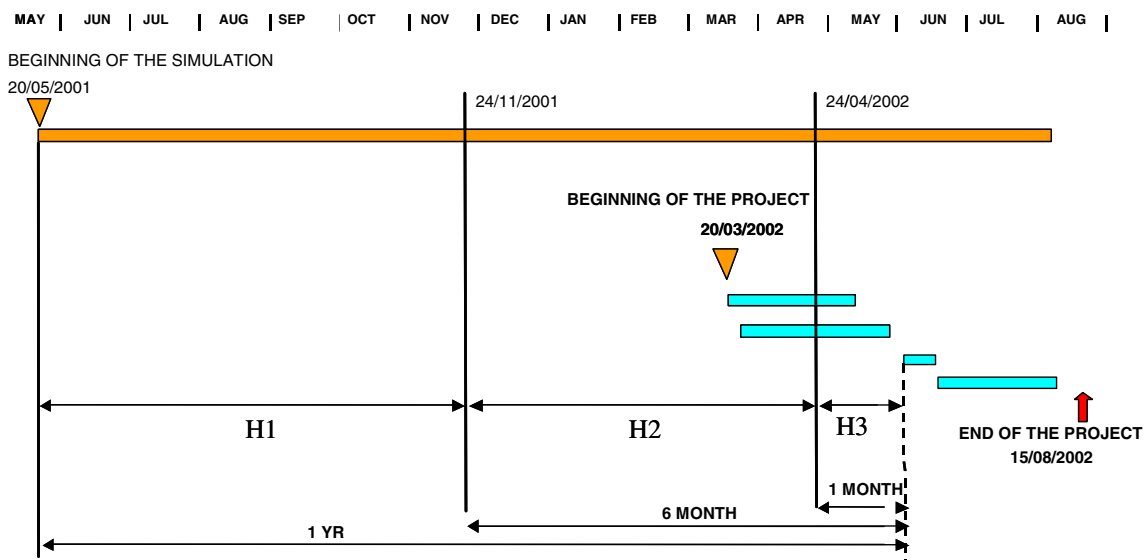 MAY JUN JUL AUG SEP OCT NOV DEC JAN FEB MAR APR MAY JUN JUL AUG
BEGINNING OF THE SIMULATION
20/05/2001
24/11/2001
24/04/2002
BEGINNING OF THE PROJECT
20/03/2002
H1
H2
H3
END OF THE PROJECT
15/08/2002
1 MONTH
6 MONTH
1 YR